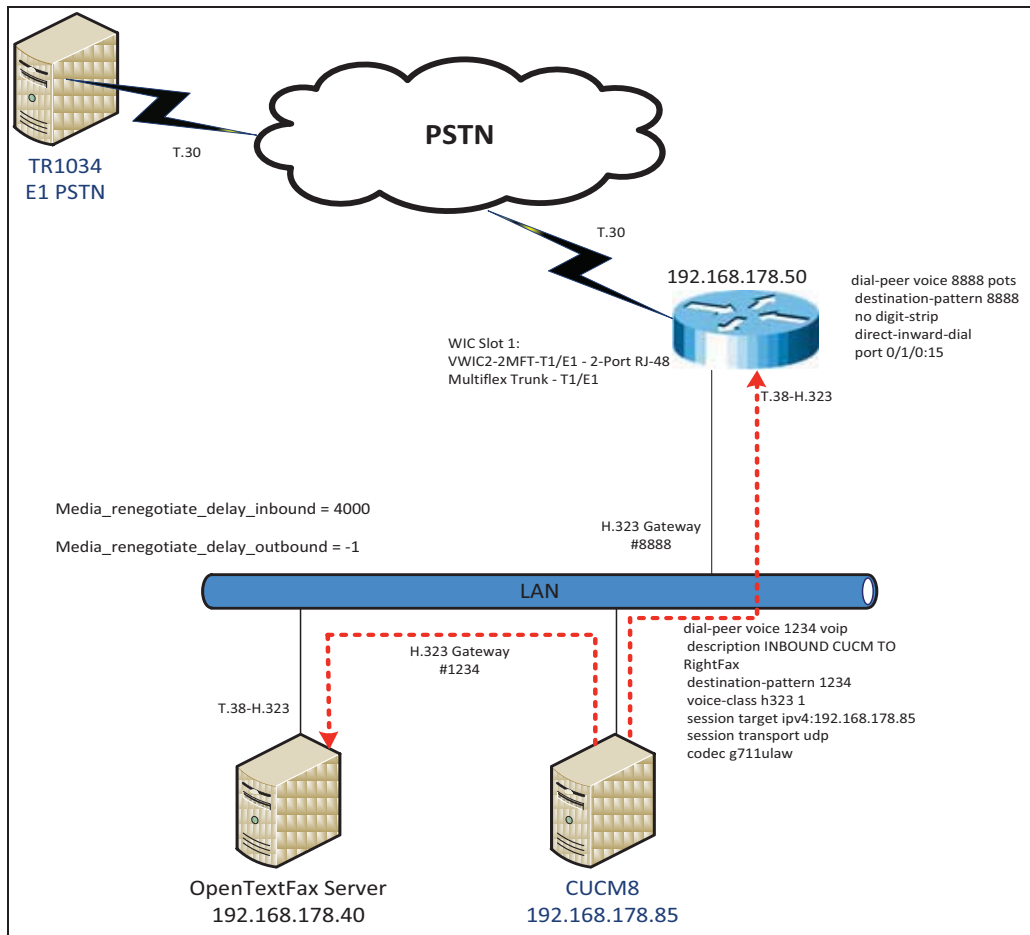 PSTN
T.30
TR1034
E1 PSTN
T.30
192.168.178.50
dial-peer voice 8888 pots
destination-pattern 8888
no digit-strip
direct-inward-dial
port 0/1/0:15
WIC Slot 1:
VWIC2-2MFT-T1/E1 - 2-Port RJ-48
Multiflex Trunk - T1/E1
T.38-H.323
Media_renegotiate_delay_inbound = 4000
Media_renegotiate_delay_outbound = -1
H.323 Gateway
#8888
LAN
H.323 Gateway
#1234
dial-peer voice 1234 voip
description INBOUND CUCM TO
RightFax
destination-pattern 1234
voice-class h323 1
session target ipv4:192.168.178.85
session transport udp
codec g711ulaw
T.38-H.323
OpenTextFax Server
192.168.178.40
CUCM8
192.168.178.85